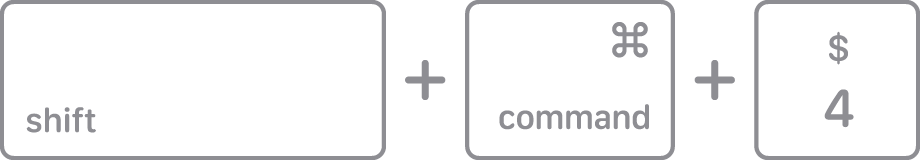 shift + ⌘ command + $ 4